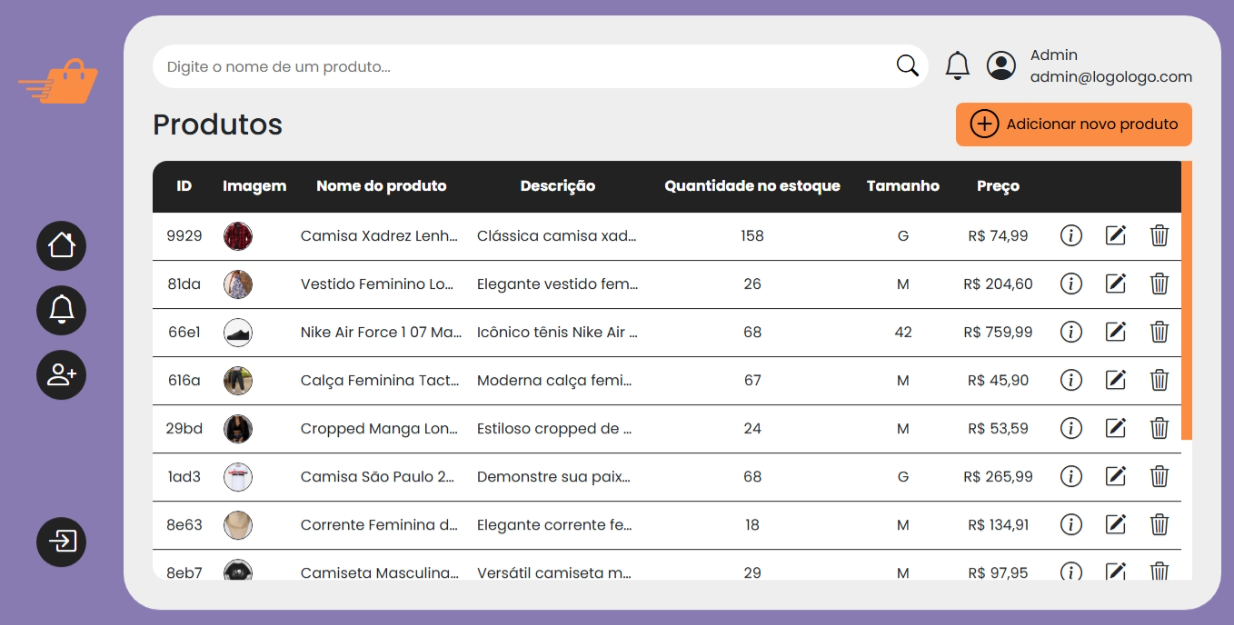 Digite o nome de um produto...
Admin
admin@logologo.com
Produtos
Adicionar novo produto
ID Imagem Nome do produto Descrição Quantidade no estoque Tamanho Preço
9929 Camisa Xadrez Lenh... Clássica camisa xad... 158 G R$ 74,99
81da Vestido Feminino Lo... Elegante vestido fem... 26 M R$ 204,60
66e1 Nike Air Force 1 07 Ma... Icônico tênis Nike Air ... 68 42 R$ 759,99
616a Calça Feminina Tact... Moderna calça femi... 67 M R$ 45,90
29bd Cropped Manga Lon... Estiloso cropped de ... 24 M R$ 53,59
1ad3 Camisa São Paulo 2... Demonstre sua paix... 68 G R$ 265,99
8e63 Corrente Feminina d... Elegante corrente fe... 18 M R$ 134,91
8eb7 Camiseta Masculina... Versátil camiseta m... 29 M R$ 97,95